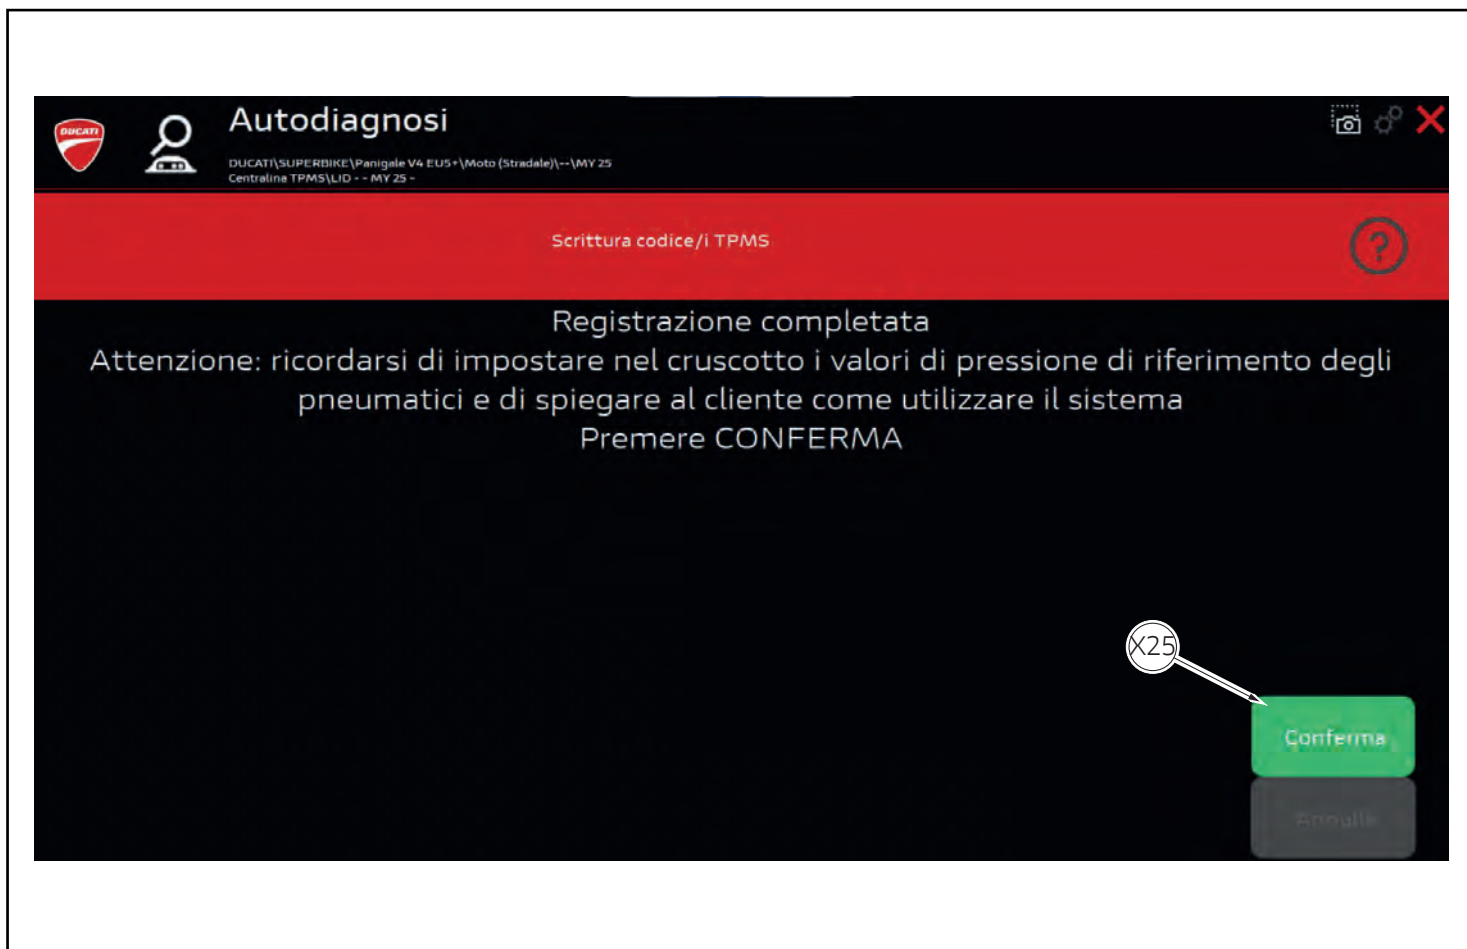 DUCATI
Autodiagnosi
DUCATI\SUPERBIKE\Panigale V4 EU5+\Moto (Stradale)\--\MY 25
Centralina TPMS\LID - - MY 25 -
Scrittura codice/i TPMS
?
Registrazione completata
Attenzione: ricordarsi di impostare nel cruscotto i valori di pressione di riferimento degli
pneumatici e di spiegare al cliente come utilizzare il sistema
Premere CONFERMA
X25
Conferma
Annulla